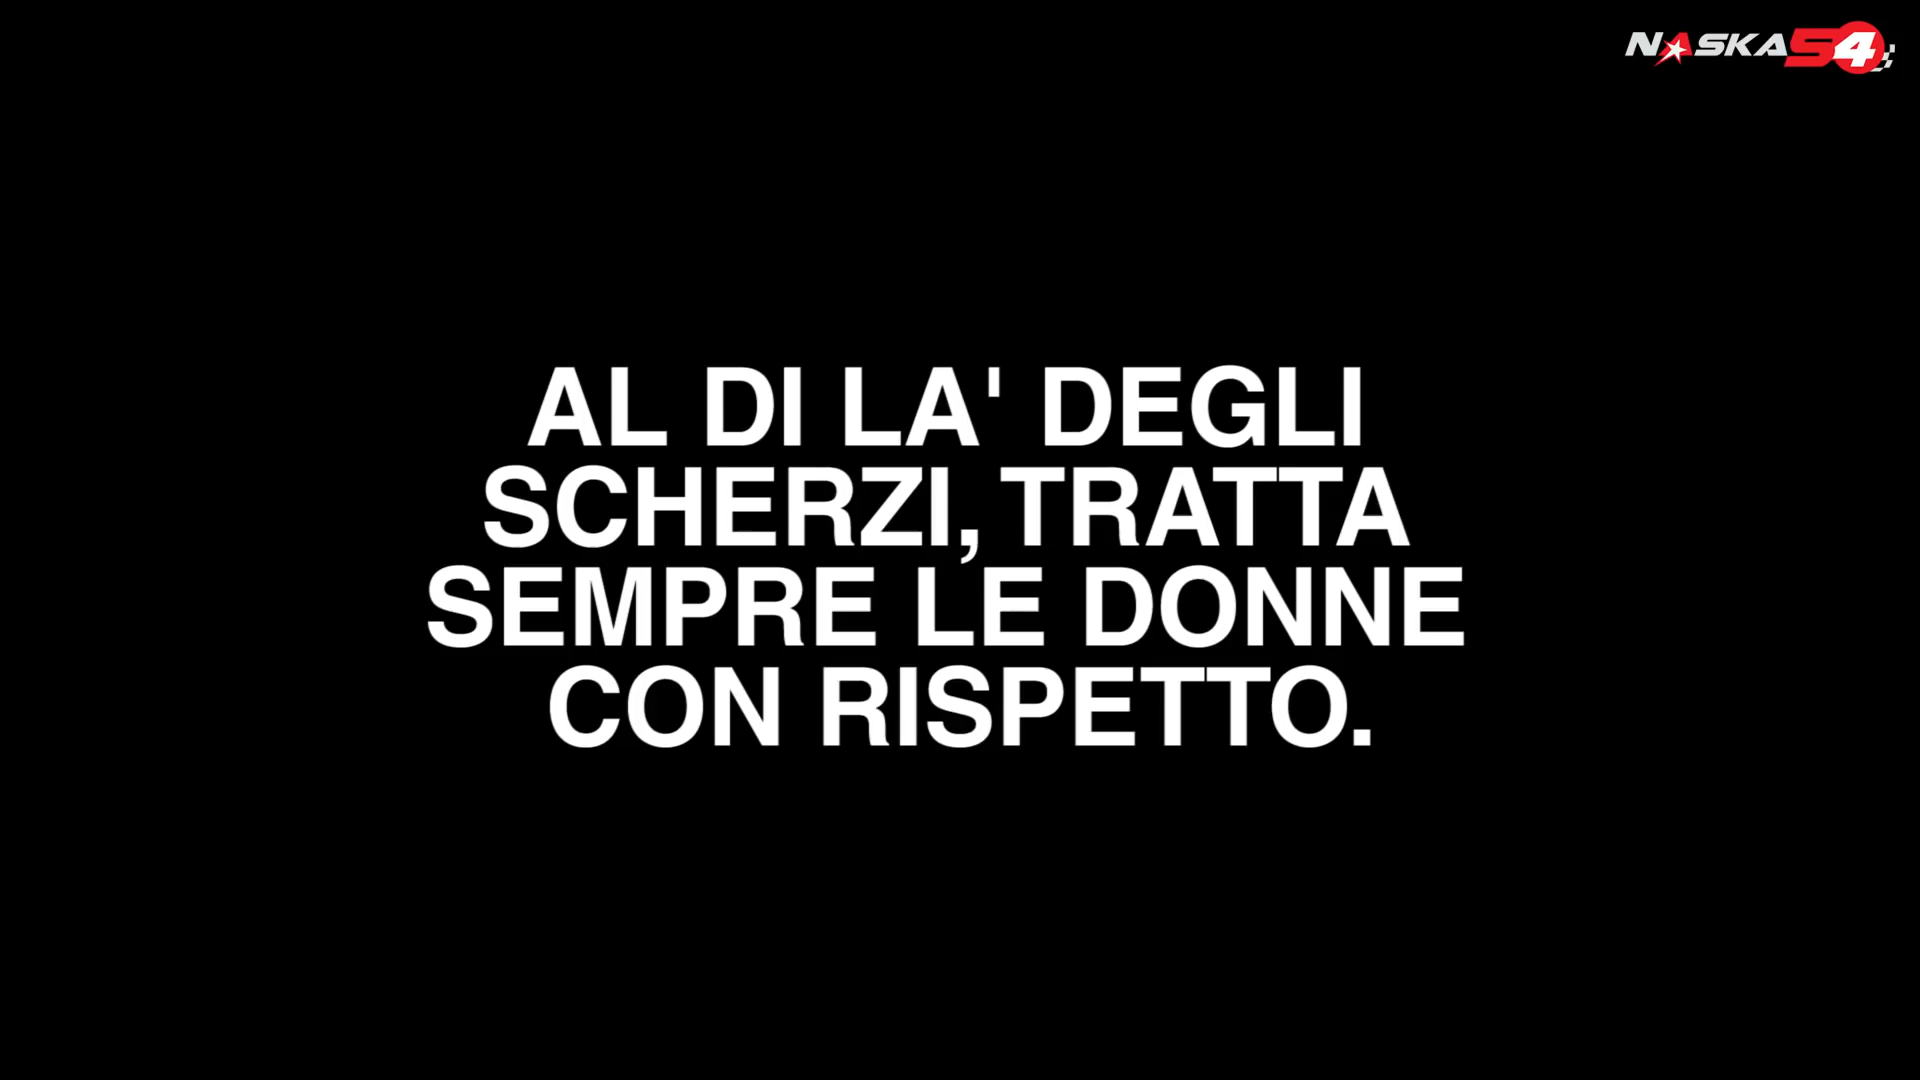 NASKA54
AL DI LA' DEGLI
SCHERZI, TRATTA
SEMPRE LE DONNE
CON RISPETTO.